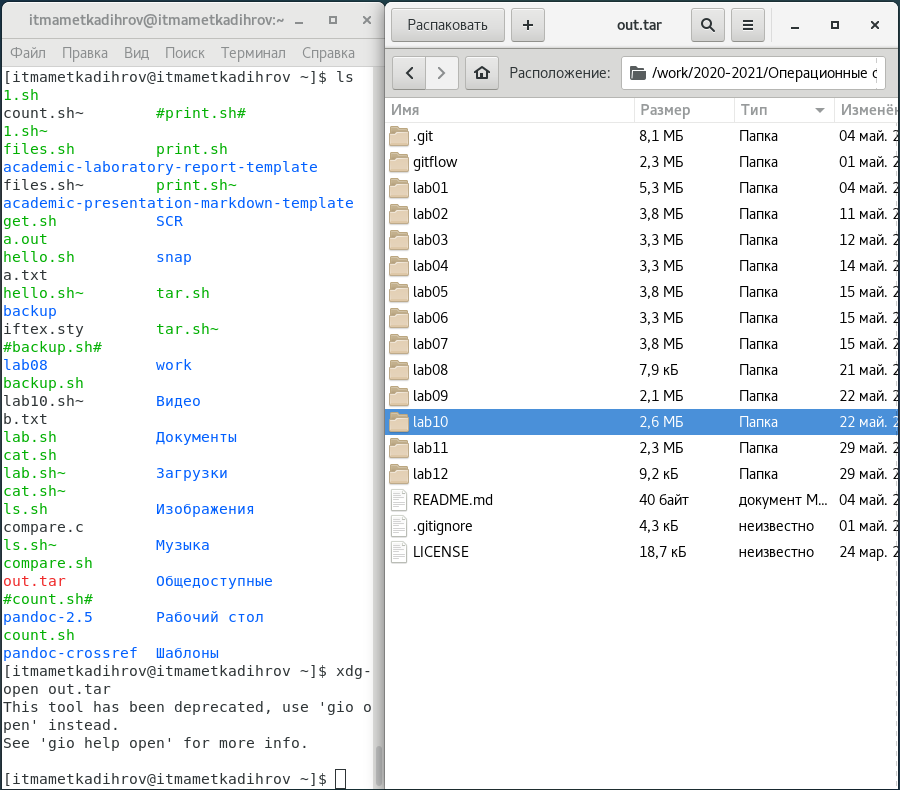 itmametkadihrov@itmametkadihrov:~
Файл Правка Вид Поиск Терминал Справка
[itmametkadihrov@itmametkadihrov ~]$ ls
1.sh
count.sh~ #print.sh#
1.sh~
files.sh print.sh
academic-laboratory-report-template
files.sh~ print.sh~
academic-presentation-markdown-template
get.sh SCR
a.out
hello.sh snap
a.txt
hello.sh~ tar.sh
backup
iftex.sty tar.sh~
#backup.sh#
lab08 work
backup.sh
lab10.sh~ Видео
b.txt
lab.sh Документы
cat.sh
lab.sh~ Загрузки
cat.sh~
ls.sh Изображения
compare.c
ls.sh~ Музыка
compare.sh
out.tar Общедоступные
#count.sh#
pandoc-2.5 Рабочий стол
count.sh
pandoc-crossref Шаблоны
[itmametkadihrov@itmametkadihrov ~]$ xdg-
open out.tar
This tool has been deprecated, use 'gio o
pen' instead.
See 'gio help open' for more info.
[itmametkadihrov@itmametkadihrov ~]$
Распаковать + out.tar
Расположение: /work/2020-2021/Операционные с
Имя Размер Тип Изменён
.git 8,1 МБ Папка 04 май. 2
gitflow 2,3 МБ Папка 01 май. 2
lab01 5,3 МБ Папка 04 май. 2
lab02 3,8 МБ Папка 11 май. 2
lab03 3,3 МБ Папка 12 май. 2
lab04 3,3 МБ Папка 14 май. 2
lab05 3,8 МБ Папка 15 май. 2
lab06 3,3 МБ Папка 15 май. 2
lab07 3,8 МБ Папка 15 май. 2
lab08 7,9 кБ Папка 21 май. 2
lab09 2,1 МБ Папка 22 май. 2
lab10 2,6 МБ Папка 22 май. 2
lab11 2,3 МБ Папка 29 май. 2
lab12 9,2 кБ Папка 29 май. 2
README.md 40 байт документ M... 04 май. 2
.gitignore 4,3 кБ неизвестно 01 май. 2
LICENSE 18,7 кБ неизвестно 24 мар. 2